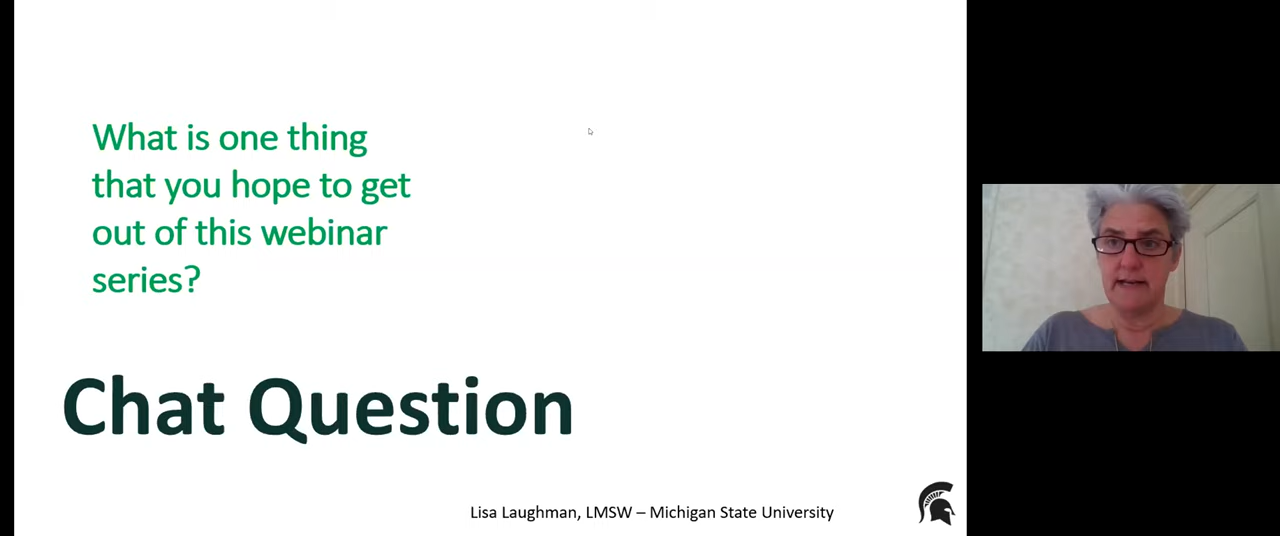 What is one thing
that you hope to get
out of this webinar
series?
Chat Question
Lisa Laughman, LMSW – Michigan State University